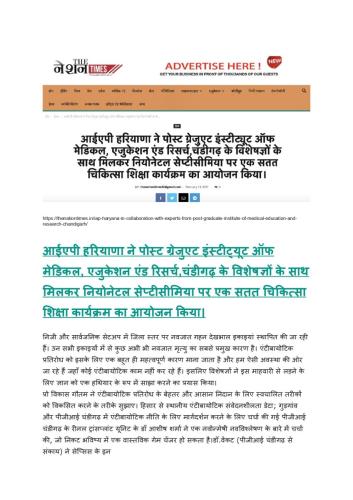 THE
नेशन TIMES
ADVERTISE HERE ! NEW
GET YOUR BUSINESS IN FRONT OF THOUSANDS OF OUR GUESTS
आईएपी हरियाणा ने पोस्ट ग्रेजुएट इंस्टीट्यूट ऑफ
मेडिकल, एजुकेशन एंड रिसर्च,चंडीगढ़ के विशेषज्ञों के
साथ मिलकर नियोनेटल सेप्टीसीमिया पर एक सतत
चिकित्सा शिक्षा कार्यक्रम का आयोजन किया।
https://thenationtimes.in/iap-haryana-in-collaboration-with-experts-from-post-graduate-institute-of-medical-education-and-
research-chandigarh/
आईएपी हरियाणा ने पोस्ट ग्रेजुएट इंस्टीट्यूट ऑफ
मेडिकल, एजुकेशन एंड रिसर्च,चंडीगढ़ के विशेषज्ञों के साथ
मिलकर नियोनेटल सेप्टीसीमिया पर एक सतत चिकित्सा
शिक्षा कार्यक्रम का आयोजन किया।
निजी और सार्वजनिक सेटअप में जिला स्तर पर नवजात गहन देखभाल इकाइयां स्थापित की जा रही
हैं। उन सभी इकाइयों में से कुछ अभी भी नवजात मृत्यु का सबसे प्रमुख कारण है। एंटीबायोटिक
प्रतिरोध को इसके लिए एक बहुत ही महत्वपूर्ण कारण माना जाता है और हम ऐसी अवस्था की ओर
जा रहे हैं जहाँ कोई एंटीबायोटिक काम नहीं कर रहे हैं। इसलिए विशेषज्ञों ने इस माहवारी से लड़ने के
लिए ज्ञान को एक हथियार के रूप में साझा करने का प्रयास किया।
प्रो विकास गौतम ने एंटीबायोटिक प्रतिरोध के बेहतर और आसान निदान के लिए स्वचालित तरीकों
को विकसित करने के तरीके सुझाए। हिसार से स्थानीय एंटीबायोटिक संवेदनशीलता डेटा; गुड़गांव
और पीजीआई चंडीगढ़ में एंटीबायोटिक नीति के लिए मार्गदर्शन करने के लिए चर्चा की गई पीजीआई
चंडीगढ़ के रीनल ट्रांसप्लांट यूनिट के डॉ आशीष शर्मा ने एक नवोन्मेषी नवविश्लेषण के बारे में चर्चा
की, जो निकट भविष्य में एक वास्तविक गेम चेंजर हो सकता है।डॉ.वेंकट (पीजीआई चंडीगढ़ से
संकाय) ने सेप्सिस के इन